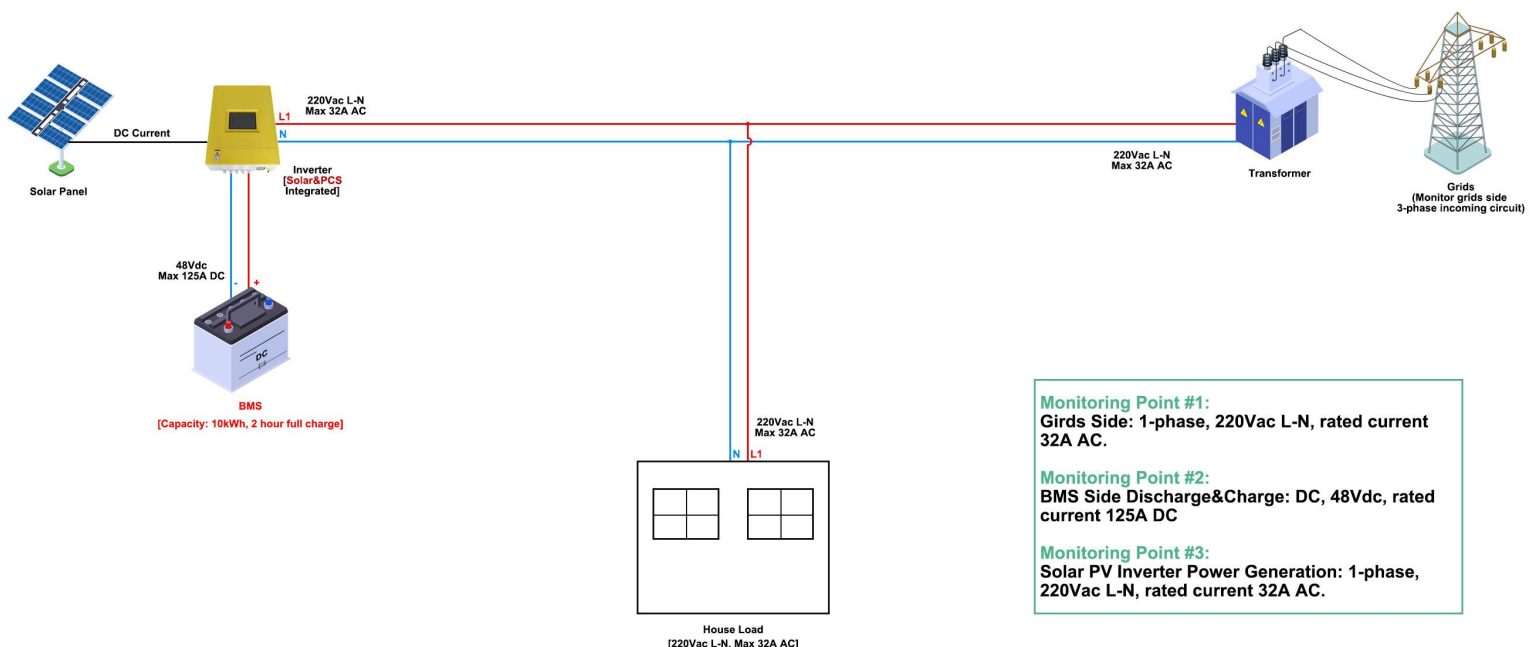 220Vac L-N
Max 32A AC
L1
N
DC Current
Solar Panel
Inverter
[Solar&PCS
Integrated]
48Vdc
Max 125A DC
-
+
DC
BMS
[Capacity: 10kWh, 2 hour full charge]
220Vac L-N
Max 32A AC
Transformer
Grids
(Monitor grids side
3-phase incoming circuit)
220Vac L-N
Max 32A AC
N
L1
House Load
[220Vac L-N, Max 32A AC]
Monitoring Point #1:
Girds Side: 1-phase, 220Vac L-N, rated current
32A AC.
Monitoring Point #2:
BMS Side Discharge&Charge: DC, 48Vdc, rated
current 125A DC
Monitoring Point #3:
Solar PV Inverter Power Generation: 1-phase,
220Vac L-N, rated current 32A AC.